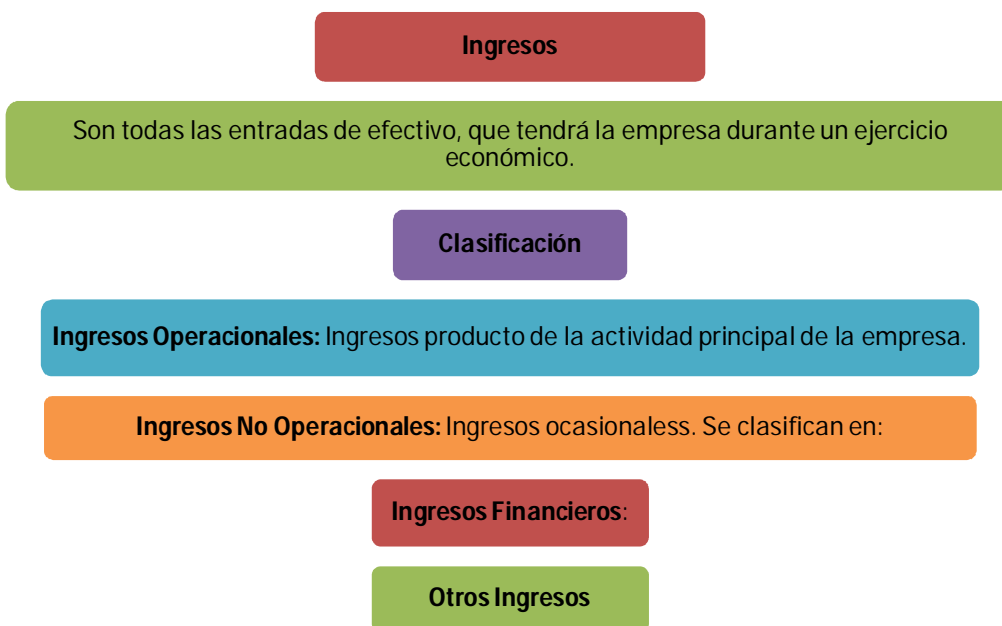 Ingresos
Son todas las entradas de efectivo, que tendrá la empresa durante un ejercicio
económico.
Clasificación
Ingresos Operacionales: Ingresos producto de la actividad principal de la empresa.
Ingresos No Operacionales: Ingresos ocasionaless. Se clasifican en:
Ingresos Financieros:
Otros Ingresos